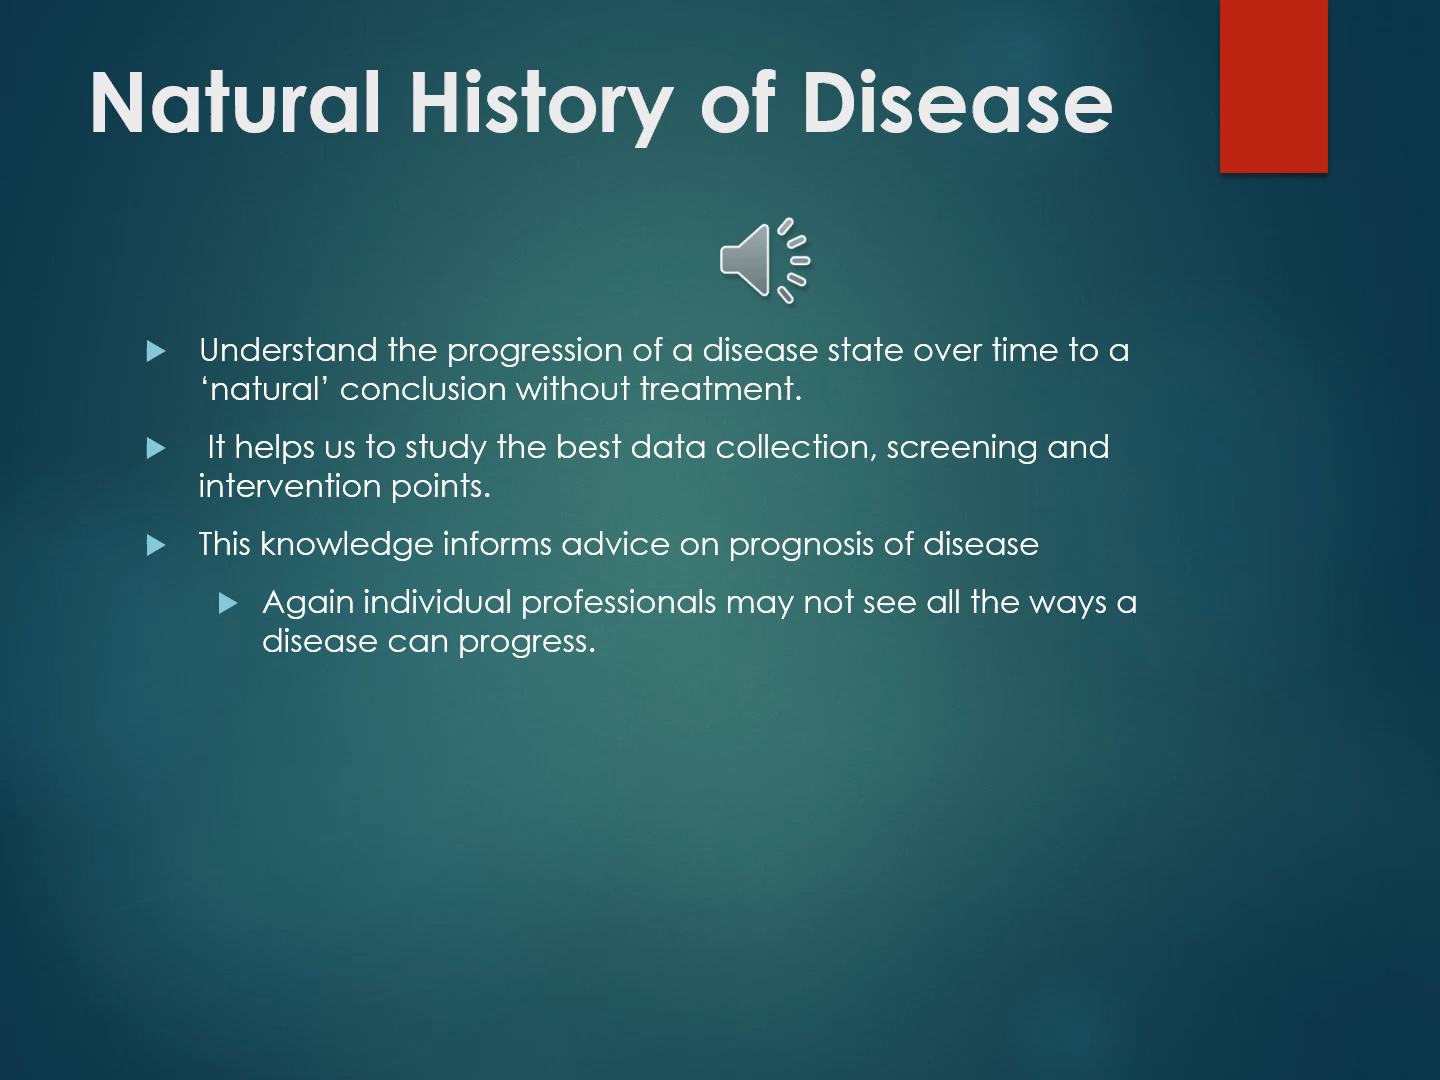 Natural History of Disease
Understand the progression of a disease state over time to a
‘natural’ conclusion without treatment.
It helps us to study the best data collection, screening and
intervention points.
This knowledge informs advice on prognosis of disease
Again individual professionals may not see all the ways a
disease can progress.